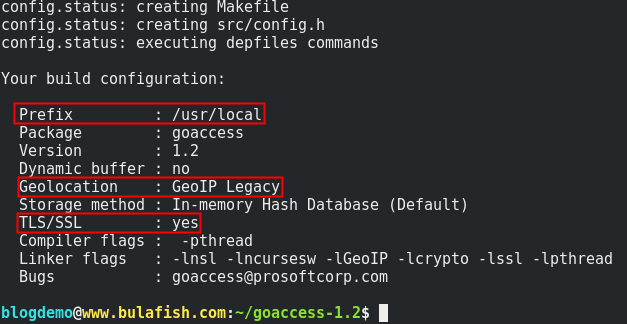 config.status: creating Makefile
config.status: creating src/config.h
config.status: executing depfiles commands
Your build configuration:
Prefix : /usr/local
Package : goaccess
Version : 1.2
Dynamic buffer : no
Geolocation : GeoIP Legacy
Storage method : In-memory Hash Database (Default)
TLS/SSL : yes
Compiler flags : -pthread
Linker flags : -lnsl -lncursesw -lGeoIP -lcrypto -lssl -lpthread
Bugs : goaccess@prosoftcorp.com
blogdemo@www.bulafish.com:~/goaccess-1.2$